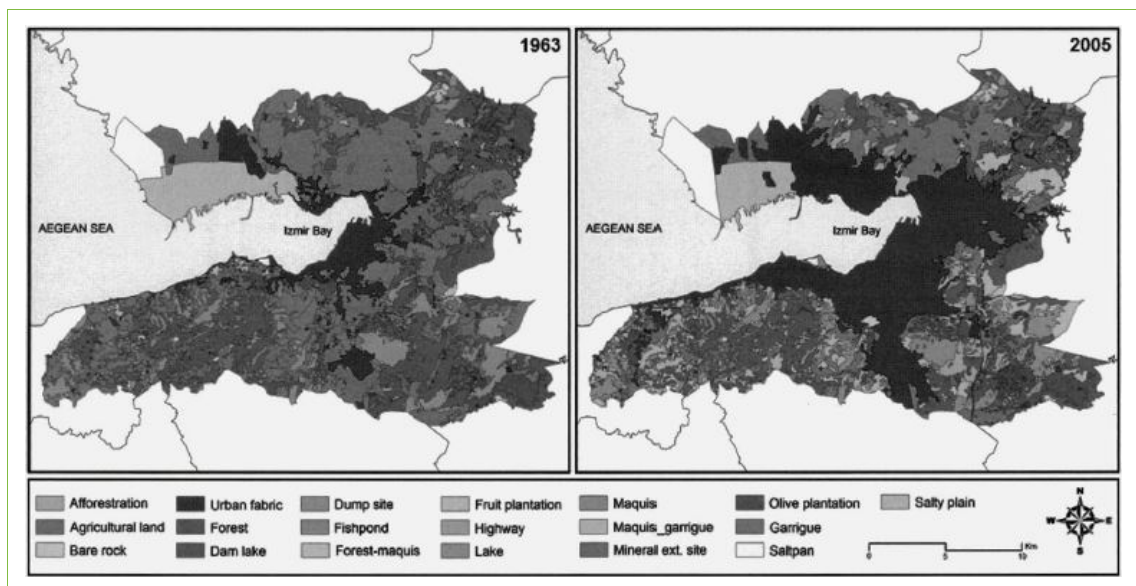 1963
2005
AEGEAN SEA
Izmir Bay
AEGEAN SEA
Izmir Bay
Afforestration
Urban fabric
Dump site
Fruit plantation
Maquis
Olive plantation
Salty plain
Agricultural land
Forest
Fishpond
Highway
Maquis_garrigue
Garrigue
Bare rock
Dam lake
Forest-maquis
Lake
Minerail ext. site
Saltpan
N
W E
S
Km
0 5 10